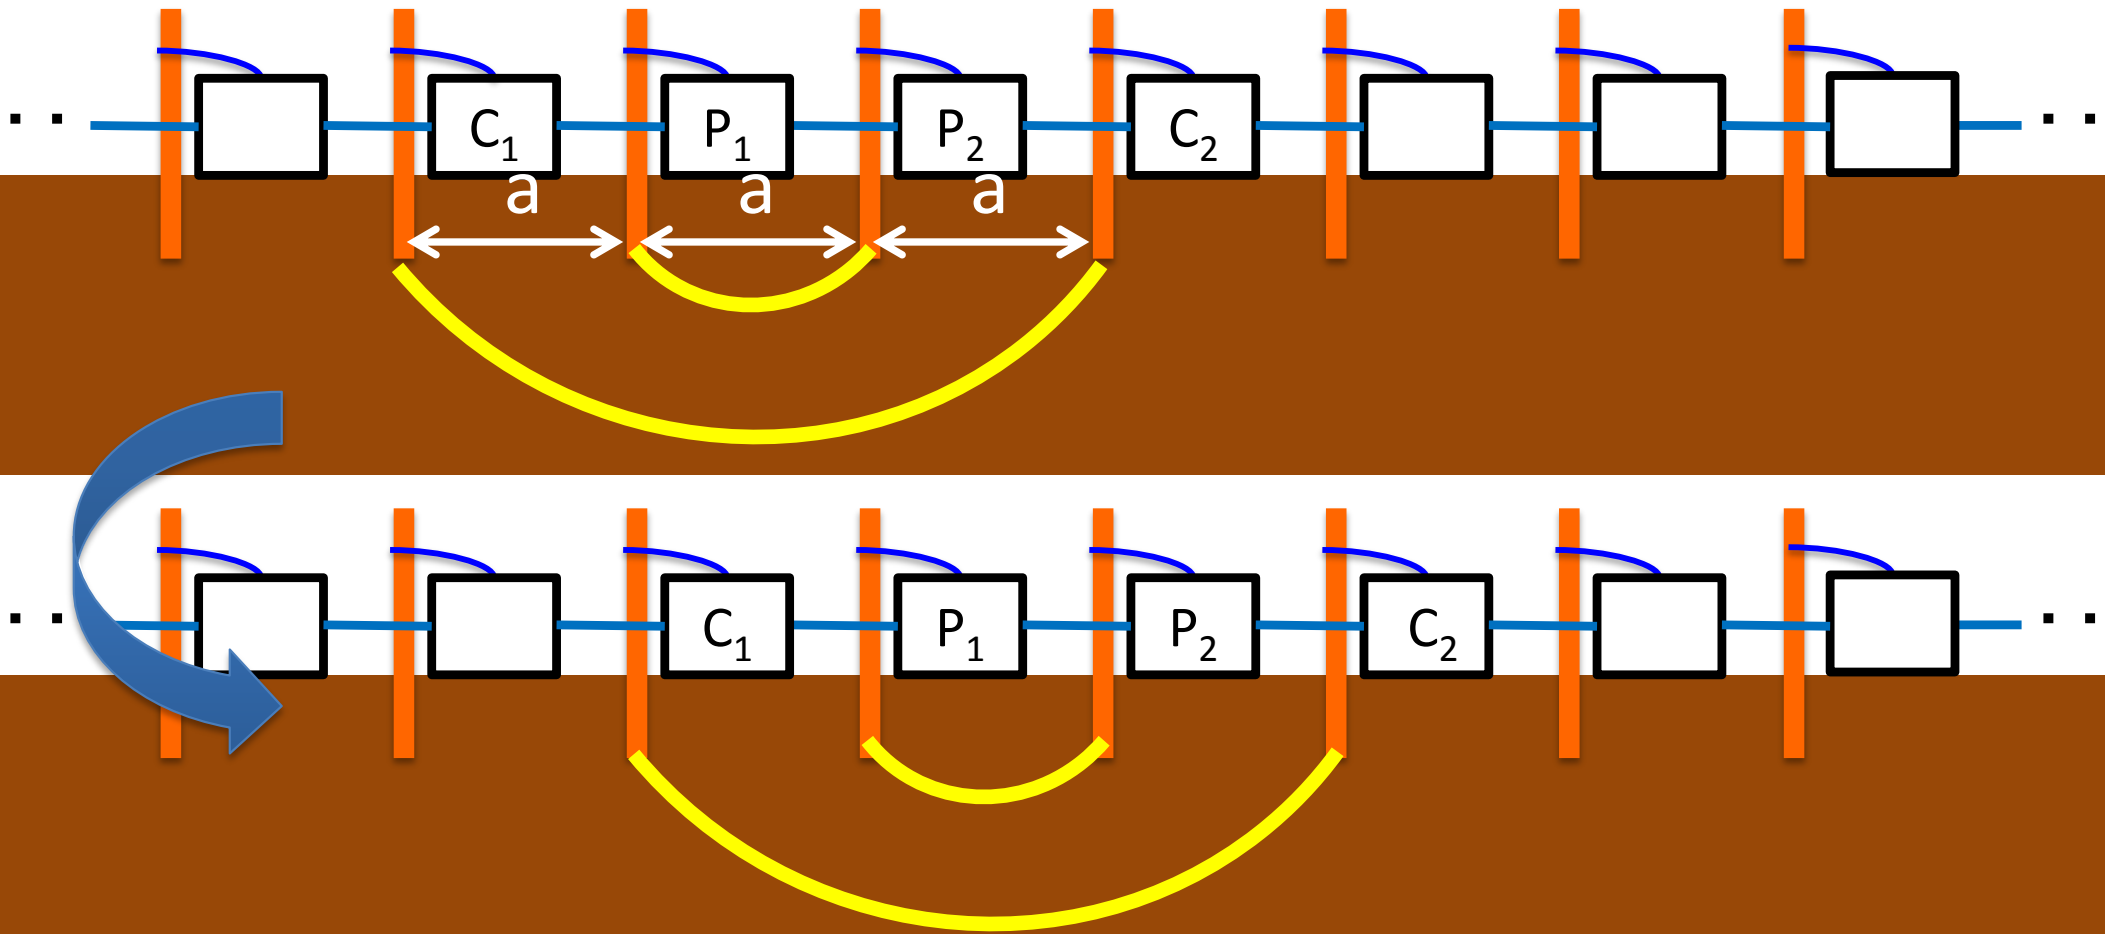 . . C₁ P₁ P₂ C₂ . .
a a a
. . C₁ P₁ P₂ C₂ . .